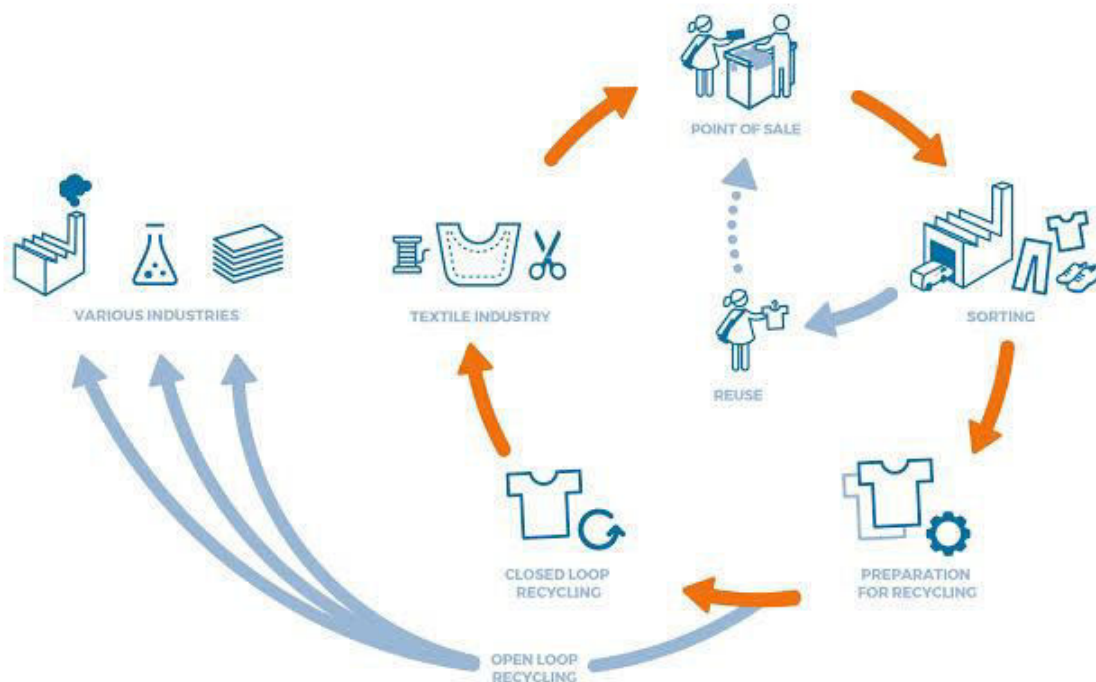 POINT OF SALE
VARIOUS INDUSTRIES
TEXTILE INDUSTRY
SORTING
REUSE
CLOSED LOOP
RECYCLING
PREPARATION
FOR RECYCLING
OPEN LOOP
RECYCLING